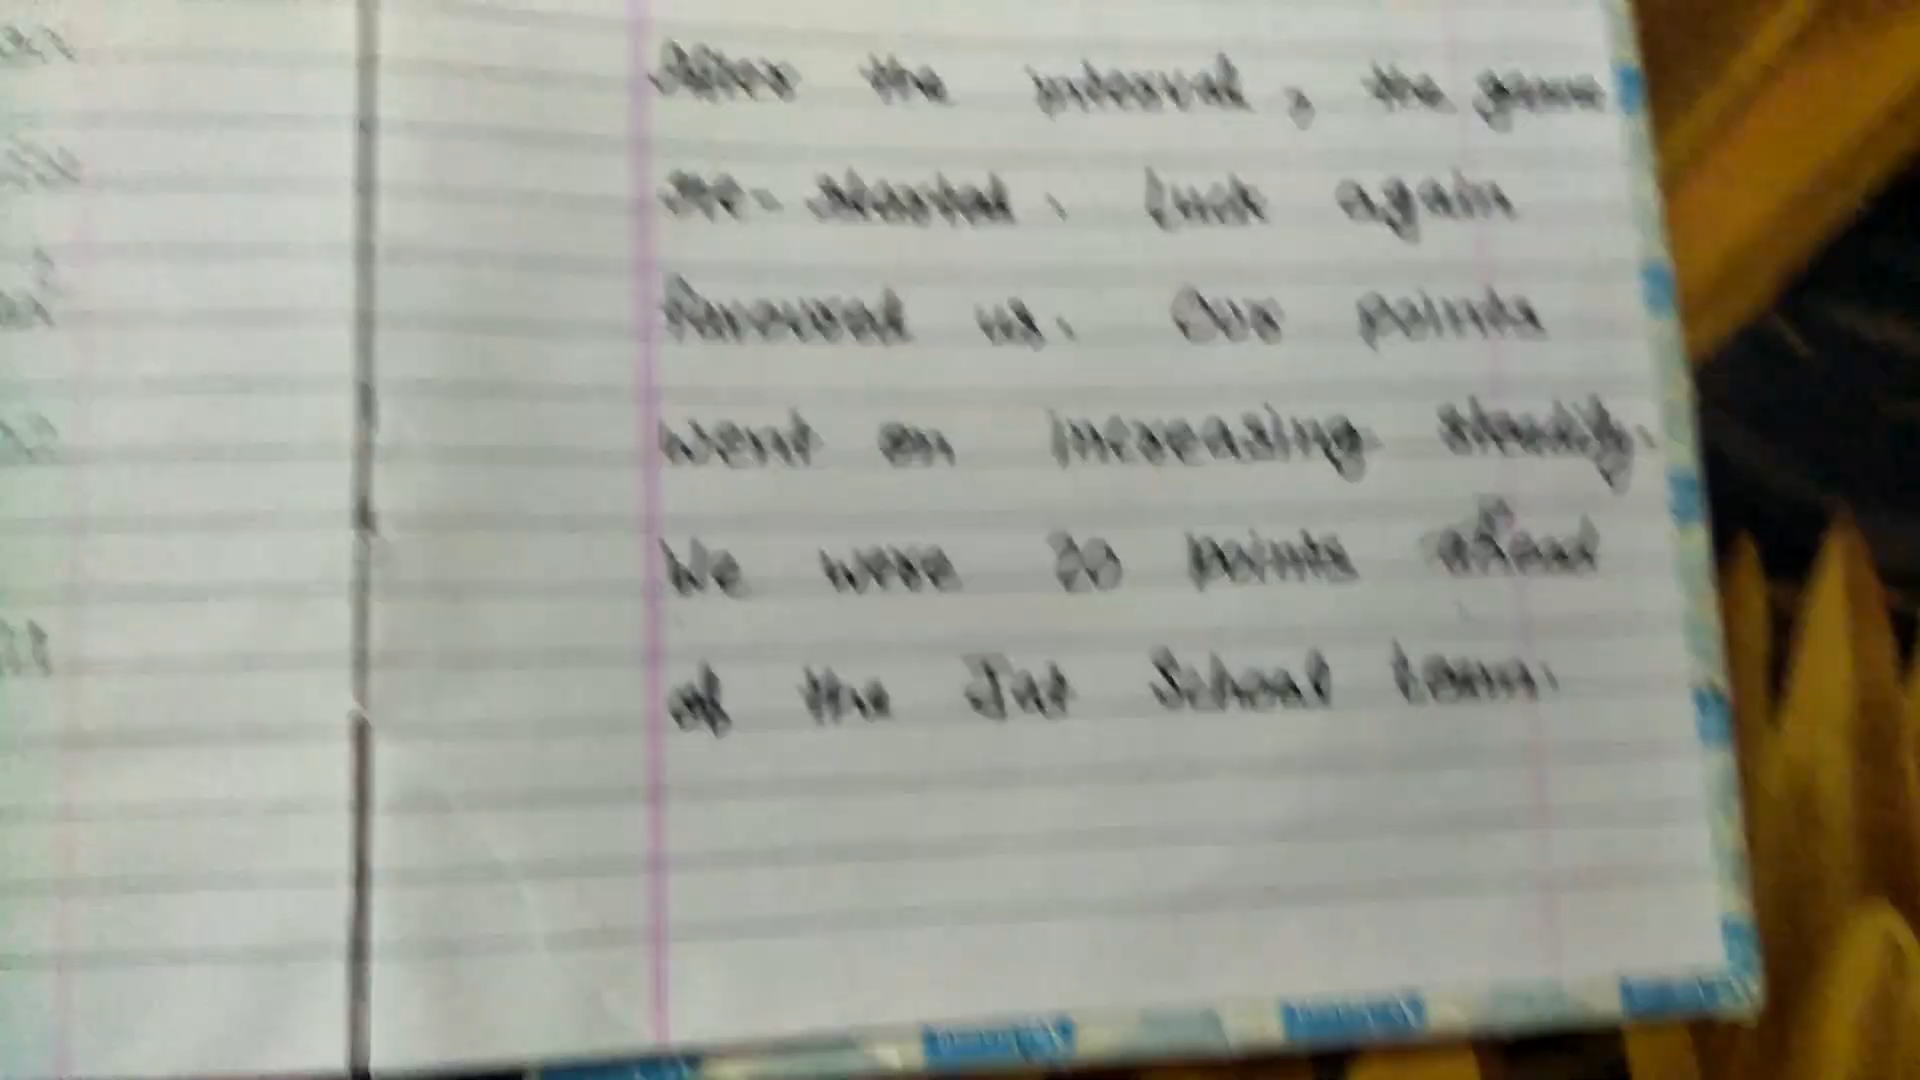 After the interval, the game
re-started. Luck again
favoured us. Our points
went on increasing steadily.
We were 20 points ahead
of the Jat School team.